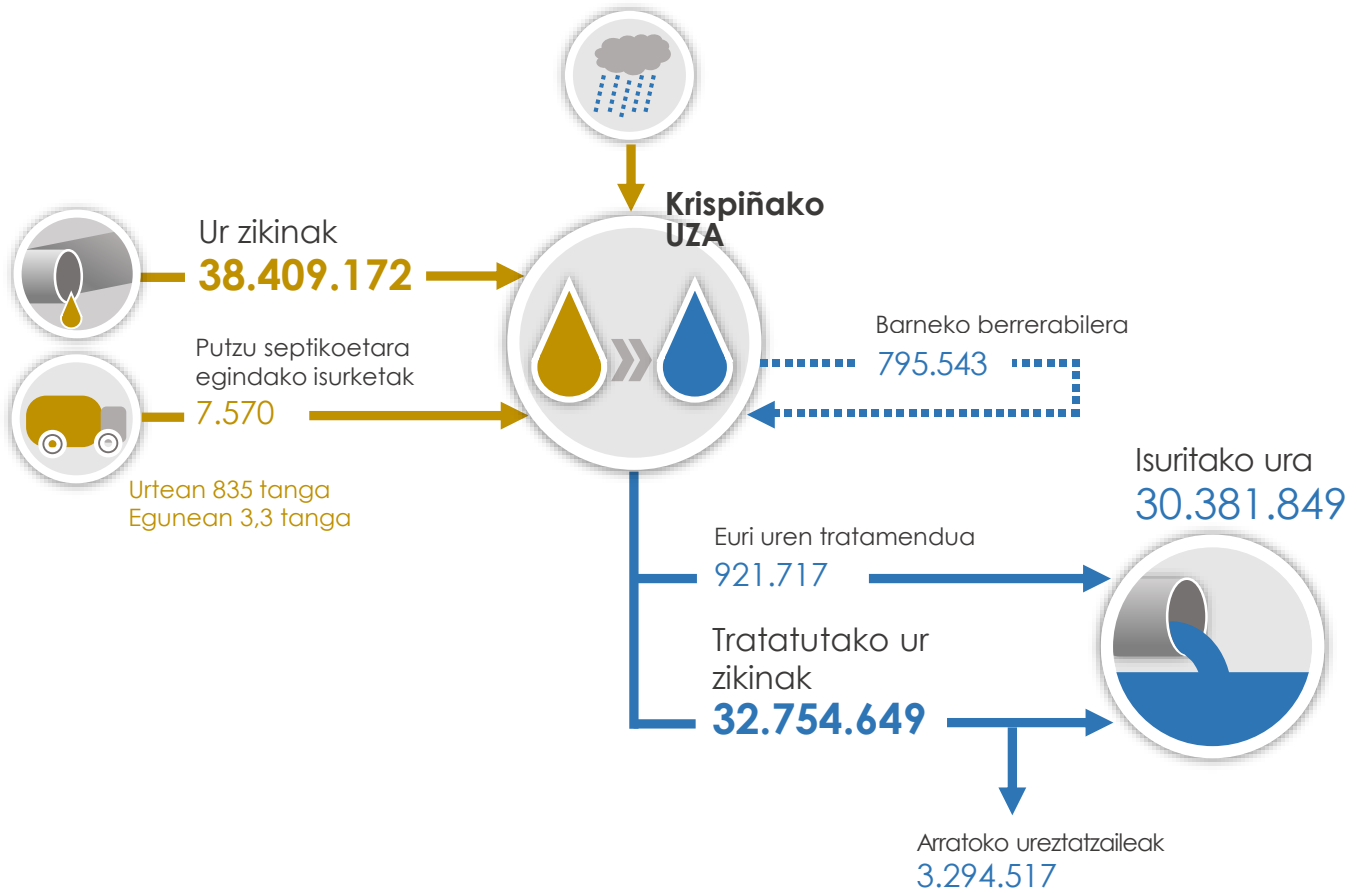 Krispiñako
UZA
Ur zikinak
38.409.172
Putzu septikoetara
egindako isurketak
7.570
Urtean 835 tanga
Egunean 3,3 tanga
Barneko berrerabilera
795.543
Isuritako ura
30.381.849
Euri uren tratamendua
921.717
Tratatutako ur
zikinak
32.754.649
Arratoko ureztatzaileak
3.294.517